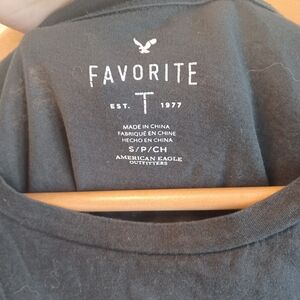 FAVORITE
EST. T 1977
MADE IN CHINA
FABRIQUÉ EN CHINE
HECHO EN CHINA
S/P/CH
AMERICAN EAGLE
OUTFITTERS